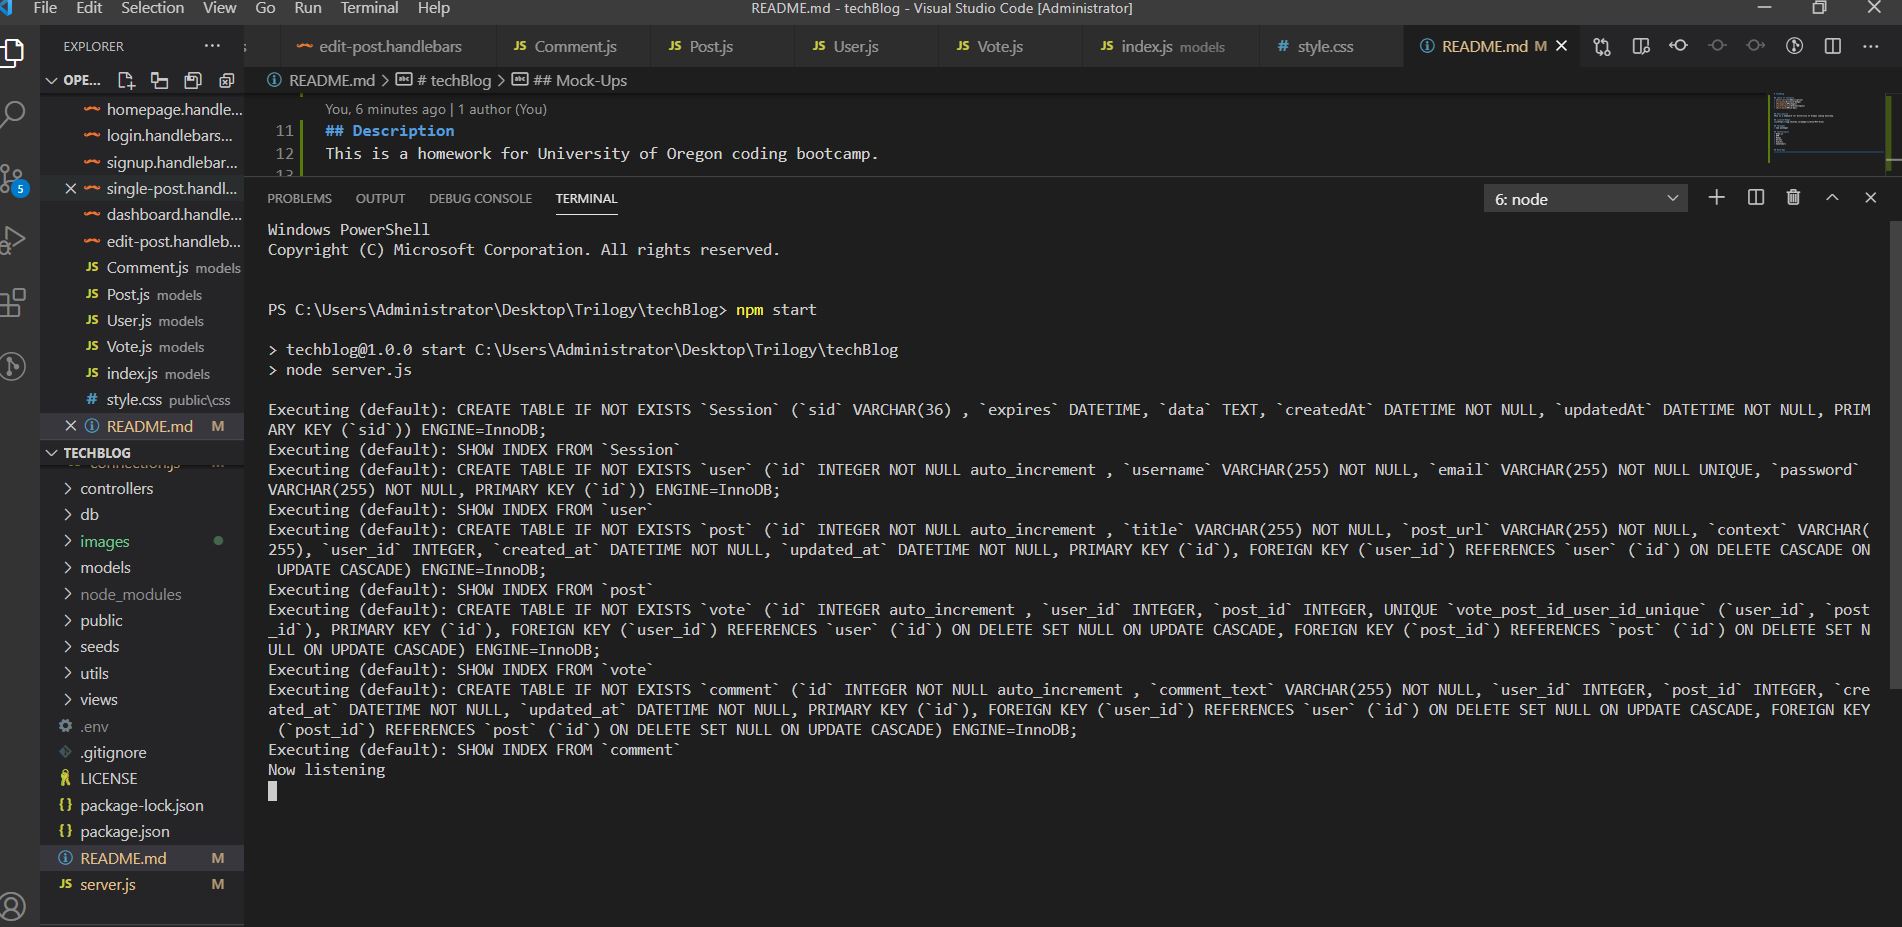 File Edit Selection View Go Run Terminal Help README.md - techBlog - Visual Studio Code [Administrator]
EXPLORER
edit-post.handlebars JS Comment.js JS Post.js JS User.js JS Vote.js JS index.js models # style.css README.md M
OPE...
README.md > # techBlog > ## Mock-Ups
homepage.handle...
login.handlebars...
signup.handlebar...
single-post.handl...
dashboard.handle...
edit-post.handleb...
JS Comment.js models
JS Post.js models
JS User.js models
JS Vote.js models
JS index.js models
# style.css public\css
README.md M
TECHBLOG
connection.js
controllers
db
images
models
node_modules
public
seeds
utils
views
.env
.gitignore
LICENSE
{} package-lock.json
{} package.json
README.md M
JS server.js M
5
You, 6 minutes ago | 1 author (You)
11 ## Description
12 This is a homework for University of Oregon coding bootcamp.
13
PROBLEMS OUTPUT DEBUG CONSOLE TERMINAL 6: node
Windows PowerShell
Copyright (C) Microsoft Corporation. All rights reserved.
PS C:\Users\Administrator\Desktop\Trilogy\techBlog> npm start
> techblog@1.0.0 start C:\Users\Administrator\Desktop\Trilogy\techBlog
> node server.js
Executing (default): CREATE TABLE IF NOT EXISTS `Session` (`sid` VARCHAR(36) , `expires` DATETIME, `data` TEXT, `createdAt` DATETIME NOT NULL, `updatedAt` DATETIME NOT NULL, PRIM
ARY KEY (`sid`)) ENGINE=InnoDB;
Executing (default): SHOW INDEX FROM `Session`
Executing (default): CREATE TABLE IF NOT EXISTS `user` (`id` INTEGER NOT NULL auto_increment , `username` VARCHAR(255) NOT NULL, `email` VARCHAR(255) NOT NULL UNIQUE, `password`
VARCHAR(255) NOT NULL, PRIMARY KEY (`id`)) ENGINE=InnoDB;
Executing (default): SHOW INDEX FROM `user`
Executing (default): CREATE TABLE IF NOT EXISTS `post` (`id` INTEGER NOT NULL auto_increment , `title` VARCHAR(255) NOT NULL, `post_url` VARCHAR(255) NOT NULL, `context` VARCHAR(
255), `user_id` INTEGER, `created_at` DATETIME NOT NULL, `updated_at` DATETIME NOT NULL, PRIMARY KEY (`id`), FOREIGN KEY (`user_id`) REFERENCES `user` (`id`) ON DELETE CASCADE ON
UPDATE CASCADE) ENGINE=InnoDB;
Executing (default): SHOW INDEX FROM `post`
Executing (default): CREATE TABLE IF NOT EXISTS `vote` (`id` INTEGER auto_increment , `user_id` INTEGER, `post_id` INTEGER, UNIQUE `vote_post_id_user_id_unique` (`user_id`, `post
_id`), PRIMARY KEY (`id`), FOREIGN KEY (`user_id`) REFERENCES `user` (`id`) ON DELETE SET NULL ON UPDATE CASCADE, FOREIGN KEY (`post_id`) REFERENCES `post` (`id`) ON DELETE SET N
ULL ON UPDATE CASCADE) ENGINE=InnoDB;
Executing (default): SHOW INDEX FROM `vote`
Executing (default): CREATE TABLE IF NOT EXISTS `comment` (`id` INTEGER NOT NULL auto_increment , `comment_text` VARCHAR(255) NOT NULL, `user_id` INTEGER, `post_id` INTEGER, `cre
ated_at` DATETIME NOT NULL, `updated_at` DATETIME NOT NULL, PRIMARY KEY (`id`), FOREIGN KEY (`user_id`) REFERENCES `user` (`id`) ON DELETE SET NULL ON UPDATE CASCADE, FOREIGN KEY
(`post_id`) REFERENCES `post` (`id`) ON DELETE SET NULL ON UPDATE CASCADE) ENGINE=InnoDB;
Executing (default): SHOW INDEX FROM `comment`
Now listening